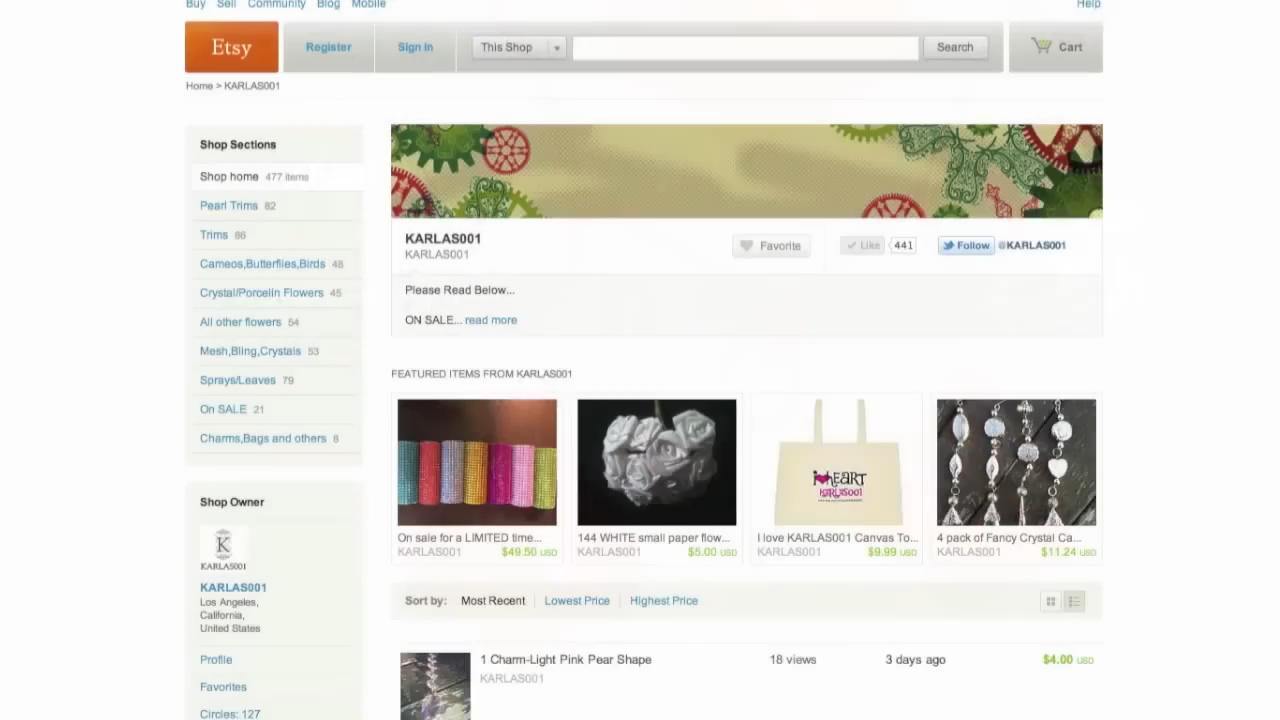 Buy Sell Community Blog Mobile
Help
Etsy
Register
Sign In
This Shop
Search
Cart
Home > KARLAS001
Shop Sections
Shop home 477 items
Pearl Trims 82
Trims 66
Cameos,Butterflies,Birds 48
Crystal/Porcelin Flowers 45
All other flowers 54
Mesh,Bling,Crystals 53
Sprays/Leaves 79
On SALE 21
Charms,Bags and others 8
Shop Owner
K
KARLAS001
KARLAS001
Los Angeles,
California,
United States
Profile
Favorites
Circles: 127
KARLAS001
KARLAS001
Favorite
Like 441
Follow @KARLAS001
Please Read Below...
ON SALE... read more
FEATURED ITEMS FROM KARLAS001
i HEART
KARLAS001
On sale for a LIMITED time...
KARLAS001 $49.50 USD
144 WHITE small paper flow...
KARLAS001 $5.00 USD
I love KARLAS001 Canvas To...
KARLAS001 $9.99 USD
4 pack of Fancy Crystal Ca...
KARLAS001 $11.24 USD
Sort by: Most Recent Lowest Price Highest Price
1 Charm-Light Pink Pear Shape 18 views 3 days ago $4.00 USD
KARLAS001